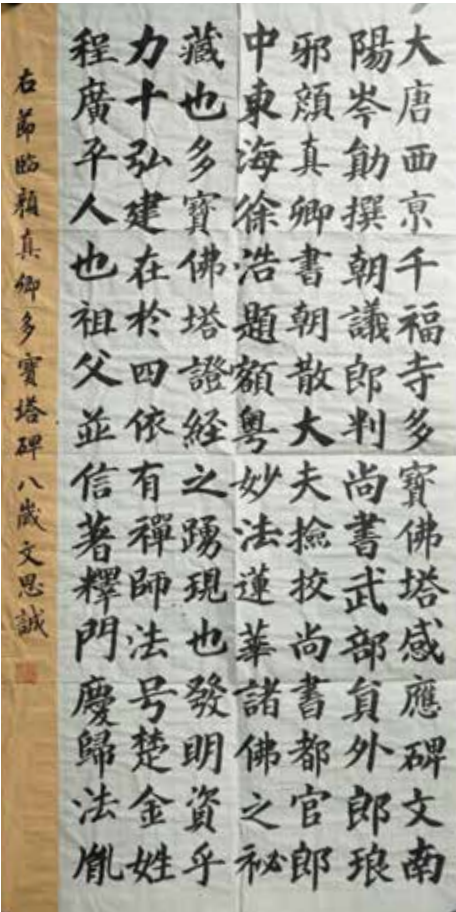 大唐西亰千福寺多寶佛塔感應碑文南
陽岑勛撰朝議郎判尚書武部員外郎琅
邪顏真卿書朝散大夫撿挍尚書都官郎
中東海徐浩題額粵妙法蓮華諸佛之祕
藏也多寶佛塔證經之踴現也發明資乎
力十弘建在於四依有禪師法号楚金姓
程廣平人也祖父並信著釋門慶歸法胤
右節臨顏真卿多寶塔碑八歲文思誠